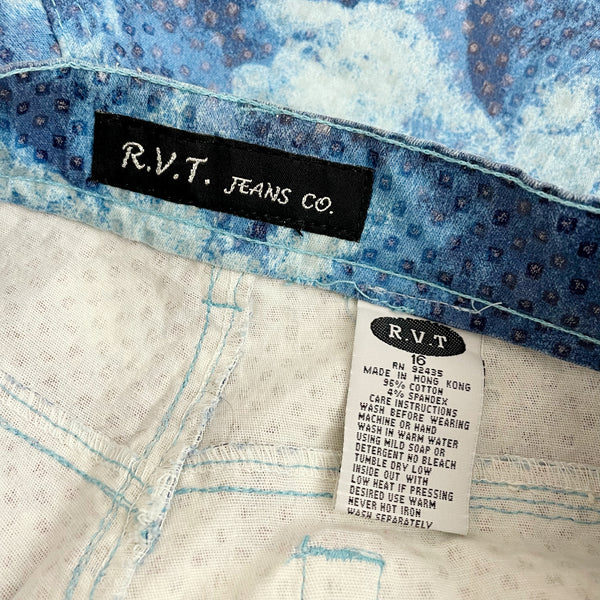 R.V.T. JEANS CO.
R.V.T
16
RN 92435
MADE IN HONG KONG
96% COTTON
4% SPANDEX
CARE INSTRUCTIONS
WASH BEFORE WEARING
MACHINE OR HAND
WASH IN WARM WATER
USING MILD SOAP OR
DETERGENT NO BLEACH
TUMBLE DRY LOW
INSIDE OUT WITH
LOW HEAT IF PRESSING
DESIRED USE WARM
NEVER HOT IRON
WASH SEPARATELY